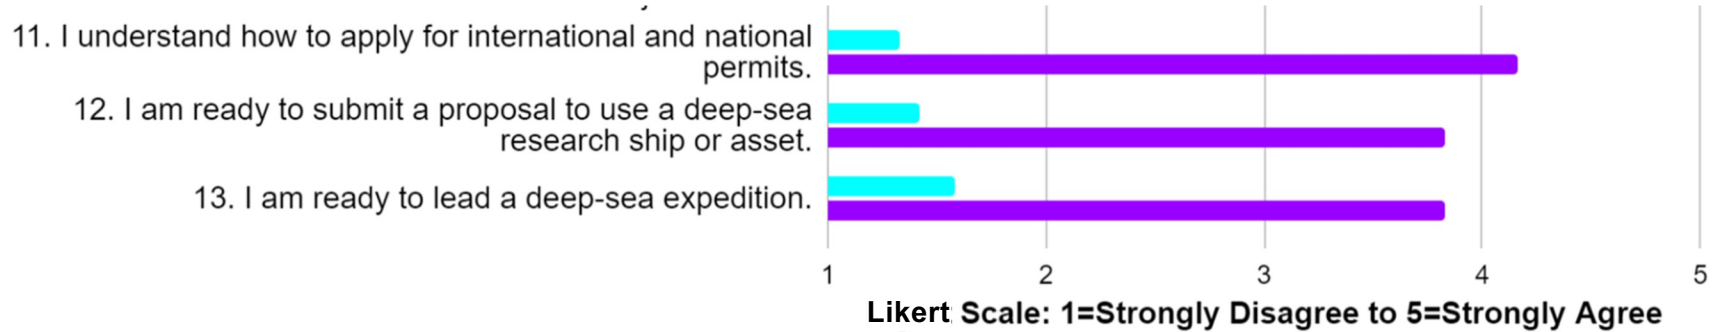 11. I understand how to apply for international and national
permits.
12. I am ready to submit a proposal to use a deep-sea
research ship or asset.
13. I am ready to lead a deep-sea expedition.
1 2 3 4 5
Likert Scale: 1=Strongly Disagree to 5=Strongly Agree